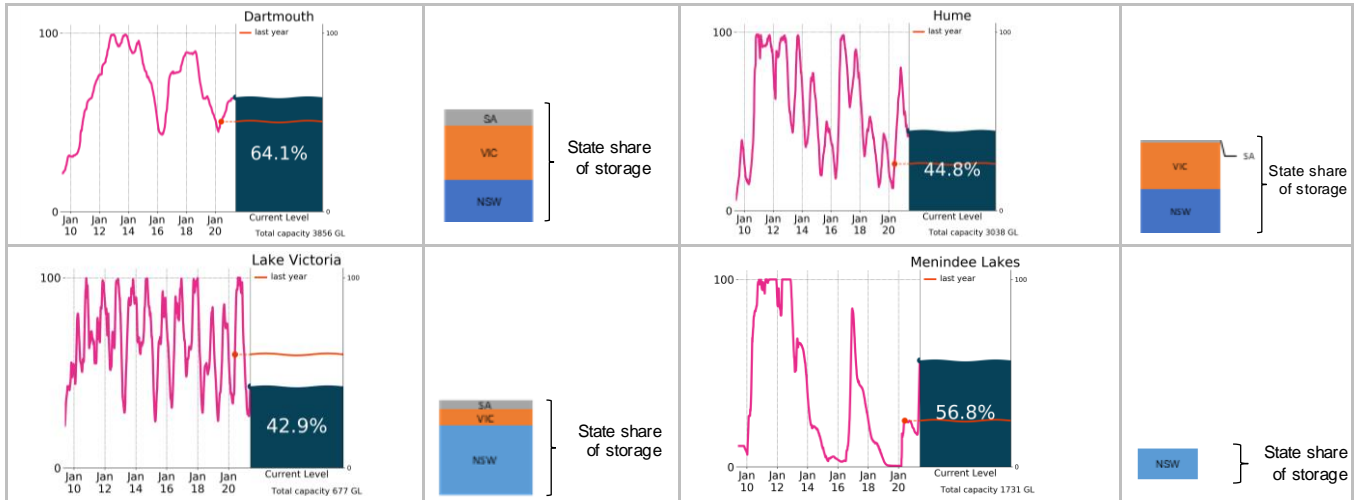 Dartmouth
last year
100
100
64.1%
0
0
Jan Jan Jan Jan Jan Jan
10 12 14 16 18 20
Current Level
Total capacity 3856 GL
SA
VIC
NSW
State share
of storage
Hume
last year
100
100
44.8%
0
0
Jan Jan Jan Jan Jan Jan
10 12 14 16 18 20
Current Level
Total capacity 3038 GL
SA
VIC
NSW
State share
of storage
Lake Victoria
last year
100
100
42.9%
0
0
Jan Jan Jan Jan Jan Jan
10 12 14 16 18 20
Current Level
Total capacity 677 GL
SA
VIC
NSW
State share
of storage
Menindee Lakes
last year
100
100
56.8%
0
0
Jan Jan Jan Jan Jan Jan
10 12 14 16 18 20
Current Level
Total capacity 1731 GL
NSW
State share
of storage